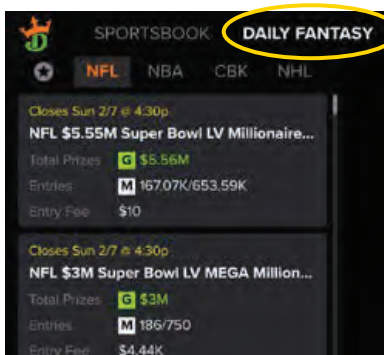 SPORTSBOOK DAILY FANTASY
NFL NBA CBK NHL
Closes Sun 2/7 @ 4:30p
NFL $5.55M Super Bowl LV Millionaire...
Total Prizes G $5.56M
Entries M 167.07K/653.59K
Entry Fee $10
Closes Sun 2/7 @ 4:30p
NFL $3M Super Bowl LV MEGA Million...
Total Prizes G $3M
Entries M 186/750
Entry Fee $4.44K